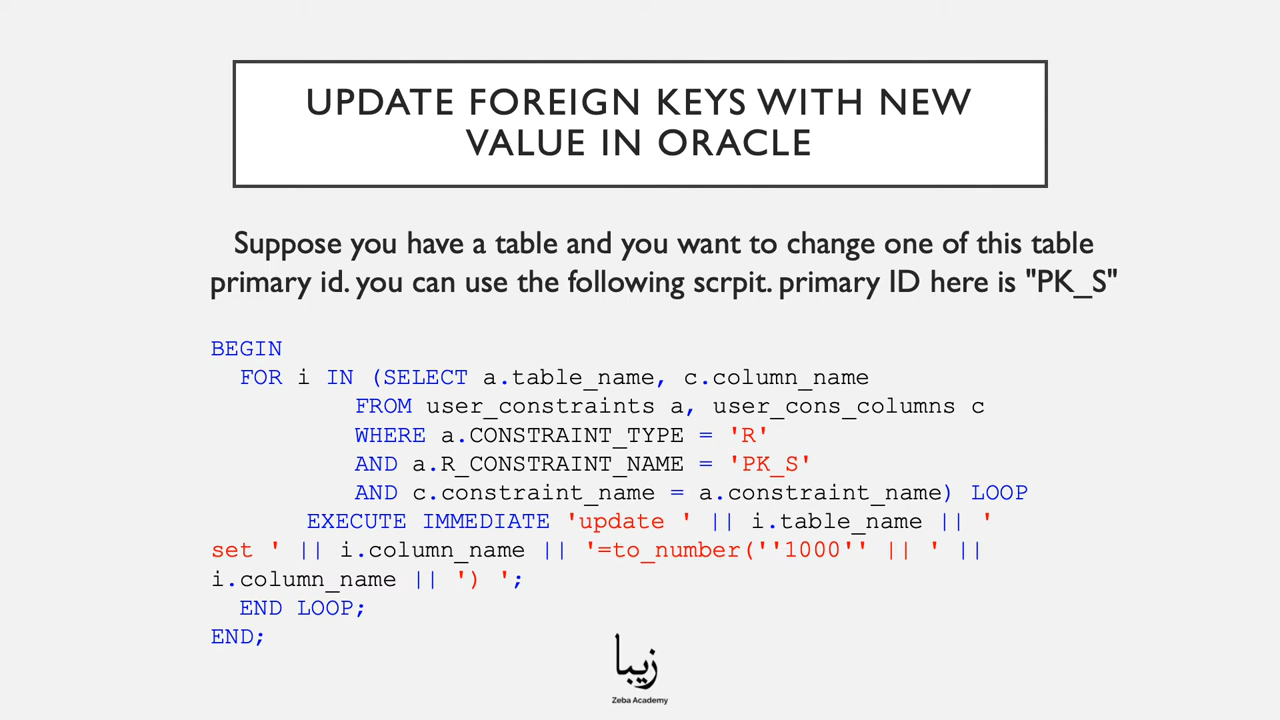 UPDATE FOREIGN KEYS WITH NEW
VALUE IN ORACLE
Suppose you have a table and you want to change one of this table
primary id. you can use the following scrpit. primary ID here is "PK_S"
BEGIN
  FOR i IN (SELECT a.table_name, c.column_name
          FROM user_constraints a, user_cons_columns c
          WHERE a.CONSTRAINT_TYPE = 'R'
          AND a.R_CONSTRAINT_NAME = 'PK_S'
          AND c.constraint_name = a.constraint_name) LOOP
      EXECUTE IMMEDIATE 'update ' || i.table_name || '
set ' || i.column_name || '=to_number(''1000'' || ' ||
i.column_name || ') ';
  END LOOP;
END;
زيبا
Zeba Academy